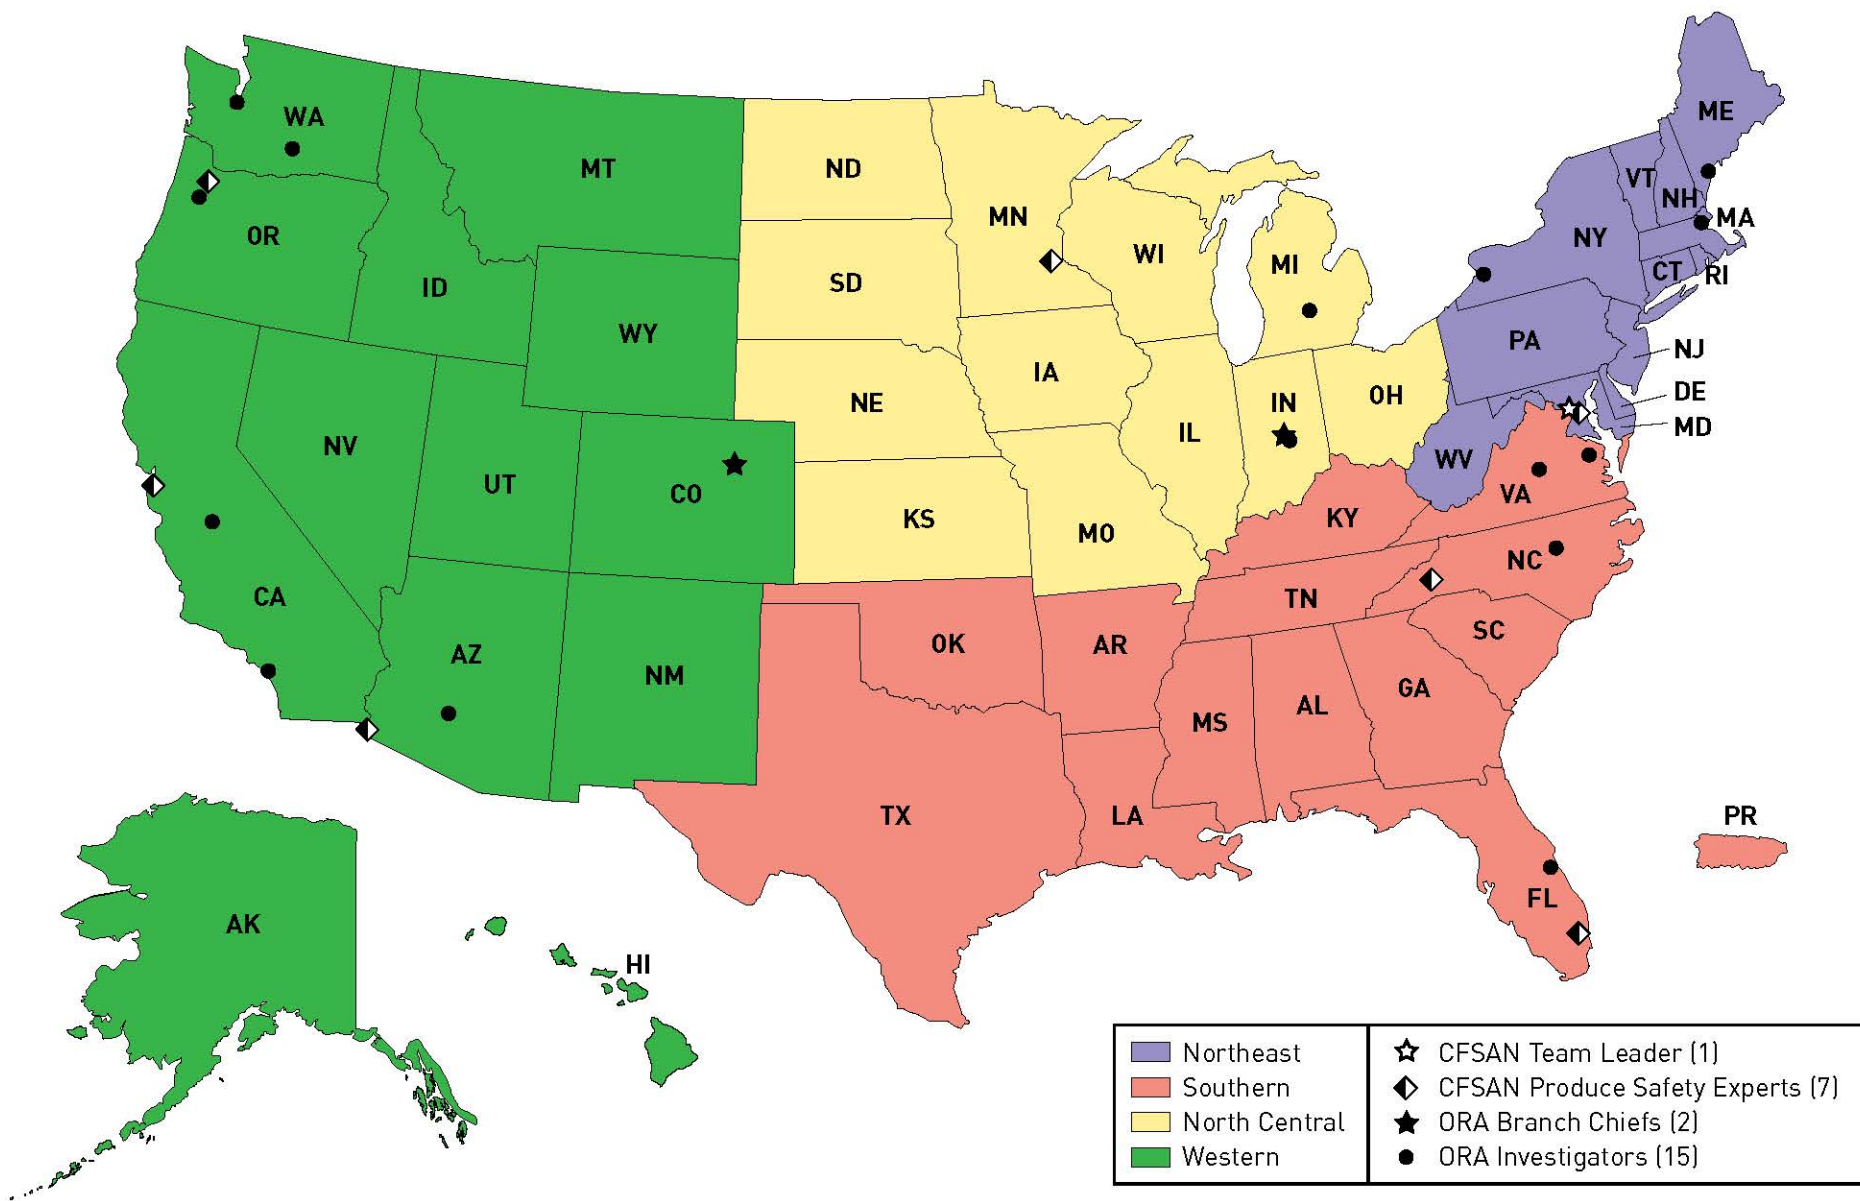 WA
MT
ND
MN
ME
VT
NH
MA
OR
ID
SD
WI
MI
NY
CT
RI
WY
IA
PA
NJ
NE
IN
OH
DE
MD
NV
UT
CO
IL
WV
KS
MO
KY
VA
CA
AZ
NM
OK
AR
TN
NC
SC
MS
AL
GA
TX
LA
PR
FL
AK
HI
Northeast
Southern
North Central
Western
CFSAN Team Leader (1)
CFSAN Produce Safety Experts (7)
ORA Branch Chiefs (2)
ORA Investigators (15)